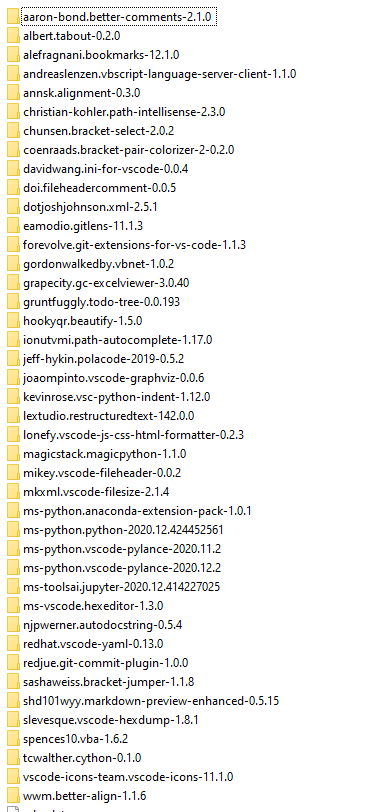 aaron-bond.better-comments-2.1.0
albert.tabout-0.2.0
alefragnani.bookmarks-12.1.0
andreaslenzen.vbscript-language-server-client-1.1.0
annsk.alignment-0.3.0
christian-kohler.path-intellisense-2.3.0
chunsen.bracket-select-2.0.2
coenraads.bracket-pair-colorizer-2-0.2.0
davidwang.ini-for-vscode-0.0.4
doi.fileheadercomment-0.0.5
dotjoshjohnson.xml-2.5.1
eamodio.gitlens-11.1.3
forevolve.git-extensions-for-vs-code-1.1.3
gordonwalkedby.vbnet-1.0.2
grapecity.gc-excelviewer-3.0.40
gruntfuggly.todo-tree-0.0.193
hookyqr.beautify-1.5.0
ionutvmi.path-autocomplete-1.17.0
jeff-hykin.polacode-2019-0.5.2
joaompinto.vscode-graphviz-0.0.6
kevinrose.vsc-python-indent-1.12.0
lextudio.restructuredtext-142.0.0
lonefy.vscode-js-css-html-formatter-0.2.3
magicstack.magicpython-1.1.0
mikey.vscode-fileheader-0.0.2
mkxml.vscode-filesize-2.1.4
ms-python.anaconda-extension-pack-1.0.1
ms-python.python-2020.12.424452561
ms-python.vscode-pylance-2020.11.2
ms-python.vscode-pylance-2020.12.2
ms-toolsai.jupyter-2020.12.414227025
ms-vscode.hexeditor-1.3.0
njpwerner.autodocstring-0.5.4
redhat.vscode-yaml-0.13.0
redjue.git-commit-plugin-1.0.0
sashaweiss.bracket-jumper-1.1.8
shd101wyy.markdown-preview-enhanced-0.5.15
slevesque.vscode-hexdump-1.8.1
spences10.vba-1.6.2
tcwalther.cython-0.1.0
vscode-icons-team.vscode-icons-11.1.0
wwm.better-align-1.1.6